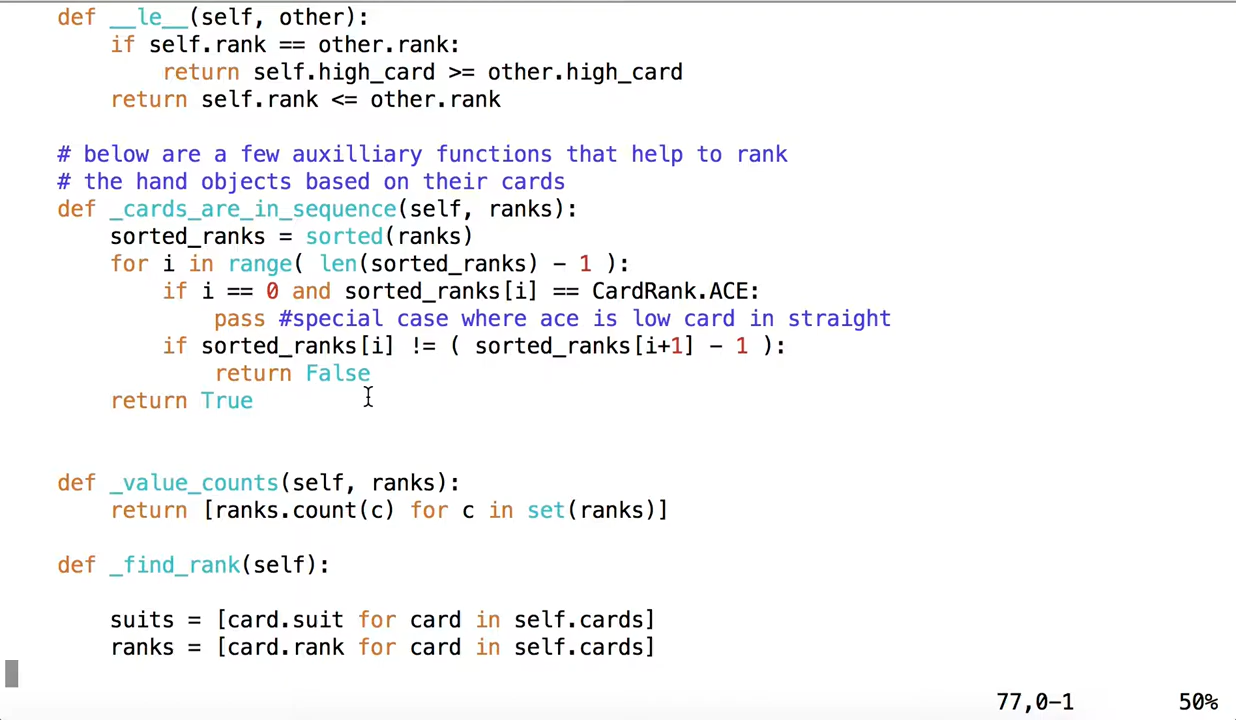 def __le__(self, other):
if self.rank == other.rank:
return self.high_card >= other.high_card
return self.rank <= other.rank
# below are a few auxilliary functions that help to rank
# the hand objects based on their cards
def _cards_are_in_sequence(self, ranks):
sorted_ranks = sorted(ranks)
for i in range( len(sorted_ranks) - 1 ):
if i == 0 and sorted_ranks[i] == CardRank.ACE:
pass #special case where ace is low card in straight
if sorted_ranks[i] != ( sorted_ranks[i+1] - 1 ):
return False
return True
def _value_counts(self, ranks):
return [ranks.count(c) for c in set(ranks)]
def _find_rank(self):
suits = [card.suit for card in self.cards]
ranks = [card.rank for card in self.cards]
77,0-1 50%